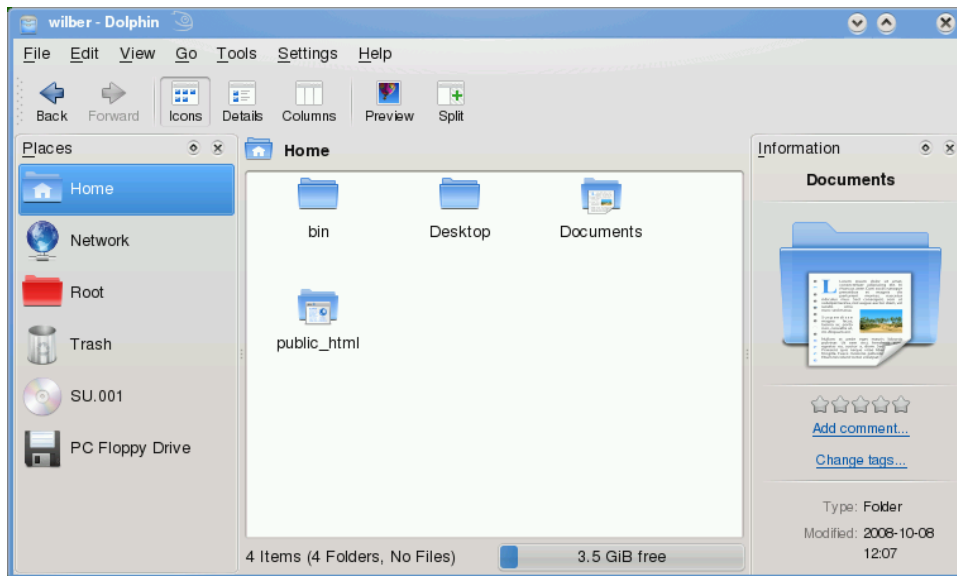 wilber - Dolphin
File Edit View Go Tools Settings Help
Back Forward Icons Details Columns Preview Split
Places
Home
Network
Root
Trash
SU.001
PC Floppy Drive
Home
bin Desktop Documents
public_html
4 Items (4 Folders, No Files) 3.5 GiB free
Information
Documents
Add comment...
Change tags...
Type: Folder
Modified: 2008-10-08
12:07